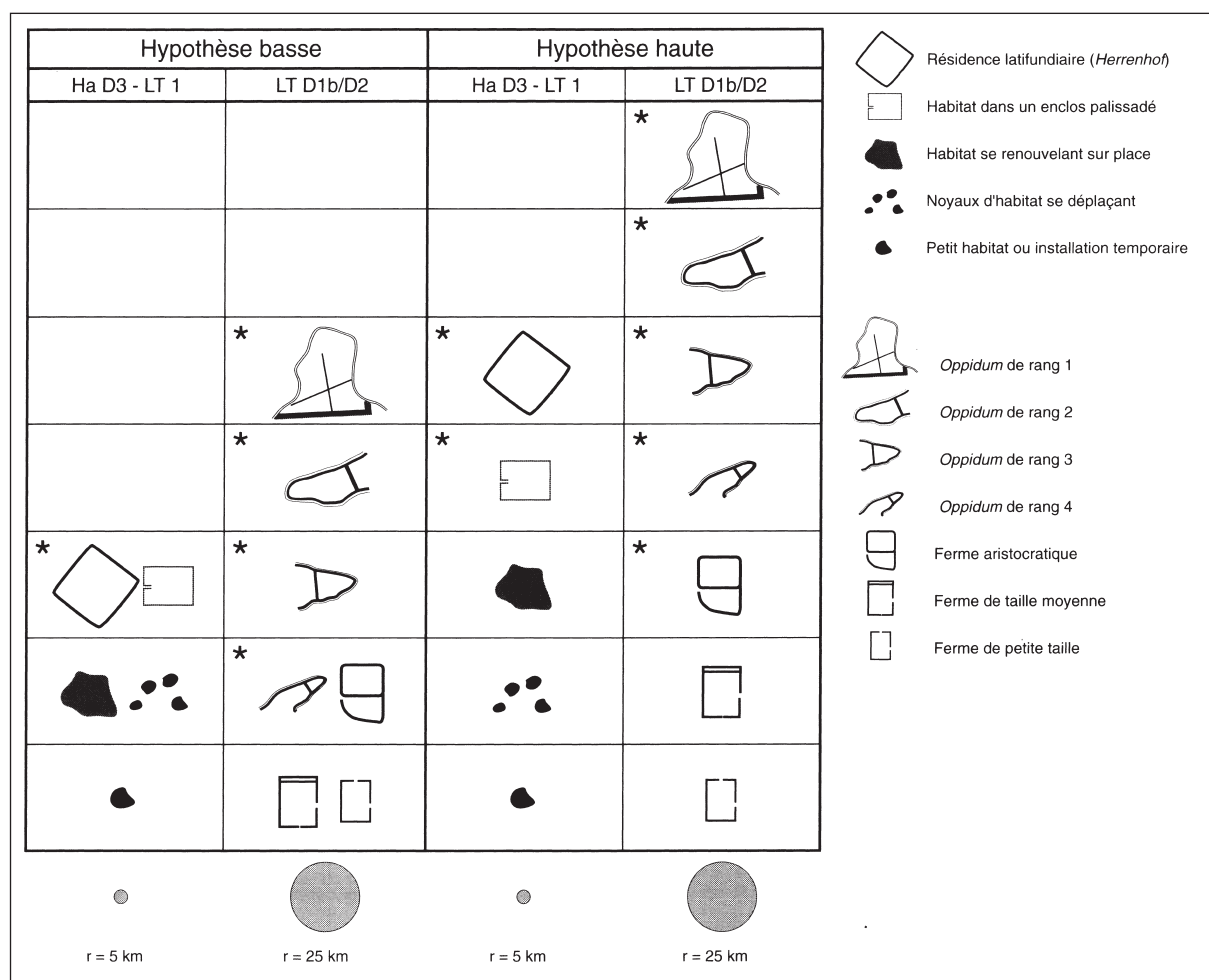 Hypothèse basse
Hypothèse haute
Ha D3 - LT 1
LT D1b/D2
Ha D3 - LT 1
LT D1b/D2
*
*
*
*
*
*
*
*
*
*
*
r = 5 km
r = 25 km
r = 5 km
r = 25 km
Résidence latifundiaire (Herrenhof)
Habitat dans un enclos palissadé
Habitat se renouvelant sur place
Noyaux d'habitat se déplaçant
Petit habitat ou installation temporaire
Oppidum de rang 1
Oppidum de rang 2
Oppidum de rang 3
Oppidum de rang 4
Ferme aristocratique
Ferme de taille moyenne
Ferme de petite taille